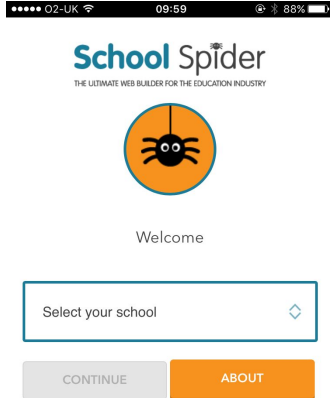 O2-UK 09:59 88%
School Spider
THE ULTIMATE WEB BUILDER FOR THE EDUCATION INDUSTRY
Welcome
Select your school
CONTINUE ABOUT